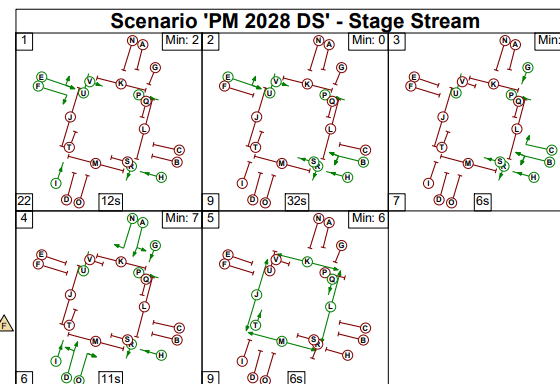 Scenario 'PM 2028 DS' - Stage Stream
1 Min: 2
N A
G
E
F
V K
U P
Q
J
L
T
C
M S B
R
I H
D O
22 12s
2 Min: 0
N A
G
E
F
V K
U P
Q
J
L
T
C
M S B
R
I H
D O
9 32s
3 Min:
N A
G
E
F
V K
U P
Q
J
L
T
C
M S B
R
I H
D O
7 6s
4 Min: 7
N A
G
E
F
V K
U P
Q
J
L
T
C
M S B
R
I H
D O
6 11s
5 Min: 6
N A
G
E
F
V K
U P
Q
J
L
T
C
M S B
R
I H
D O
9 6s
F